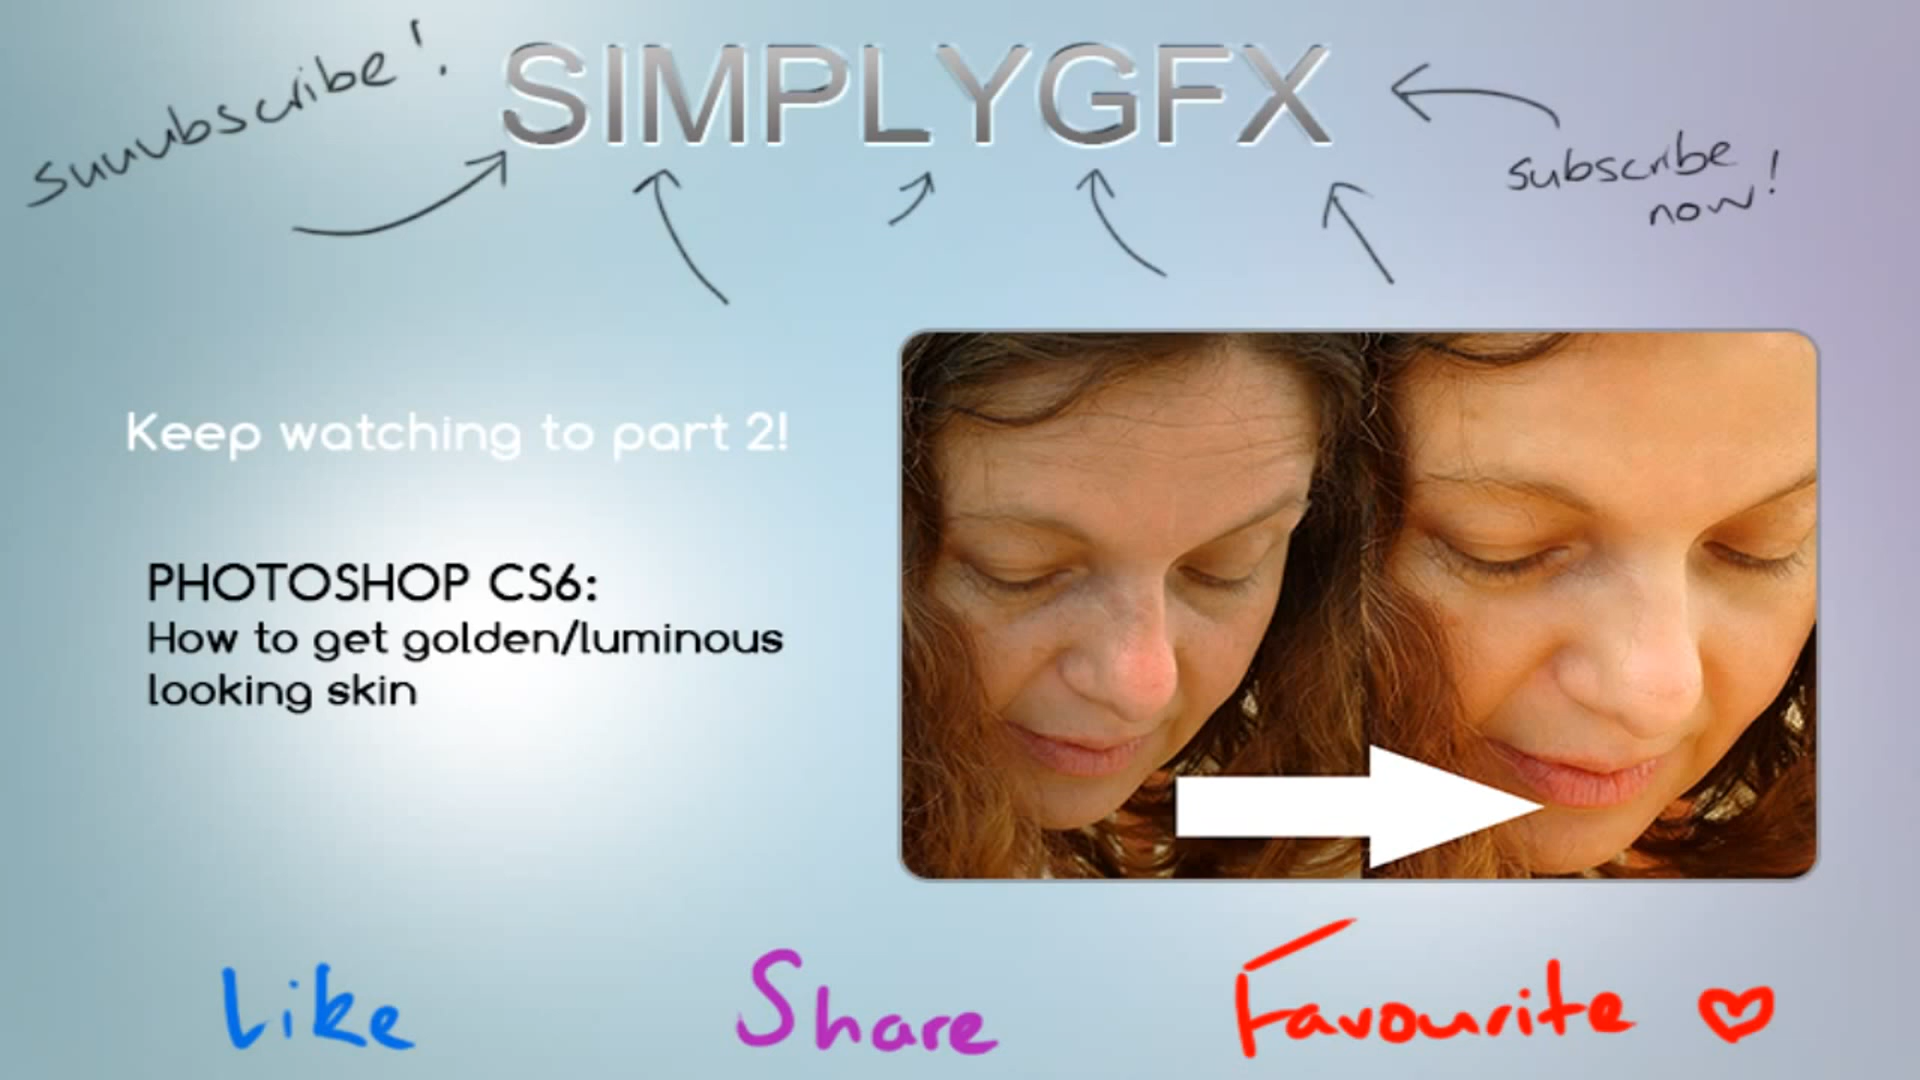 suuubscribe!
SIMPLYGFX
subscribe
now!
Keep watching to part 2!
PHOTOSHOP CS6:
How to get golden/luminous
looking skin
Like
Share
Favourite